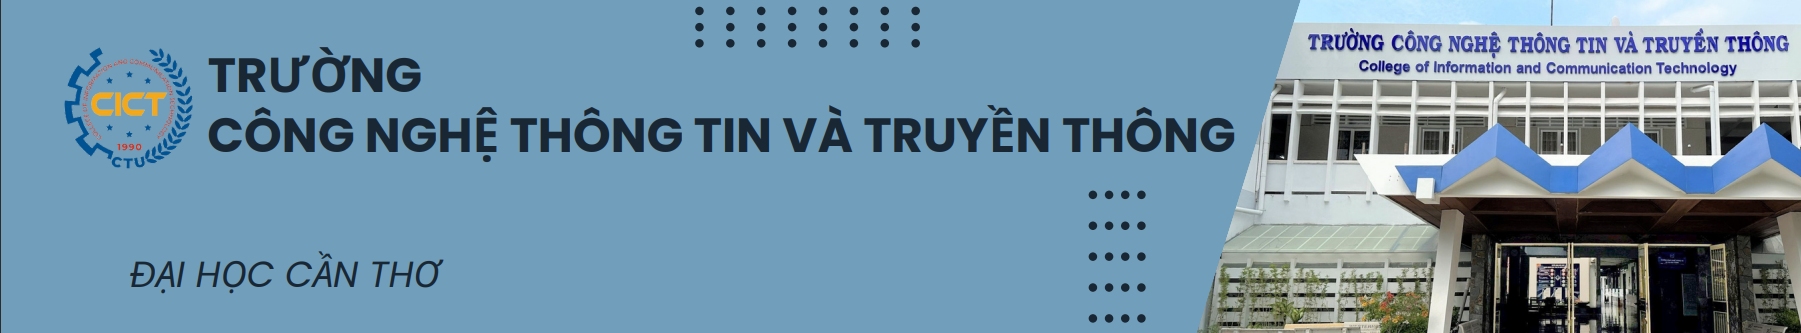 CICT
1990
CTU
TRƯỜNG
CÔNG NGHỆ THÔNG TIN VÀ TRUYỀN THÔNG
ĐẠI HỌC CẦN THƠ
TRƯỜNG CÔNG NGHỆ THÔNG TIN VÀ TRUYỀN THÔNG
College of Information and Communication Technology